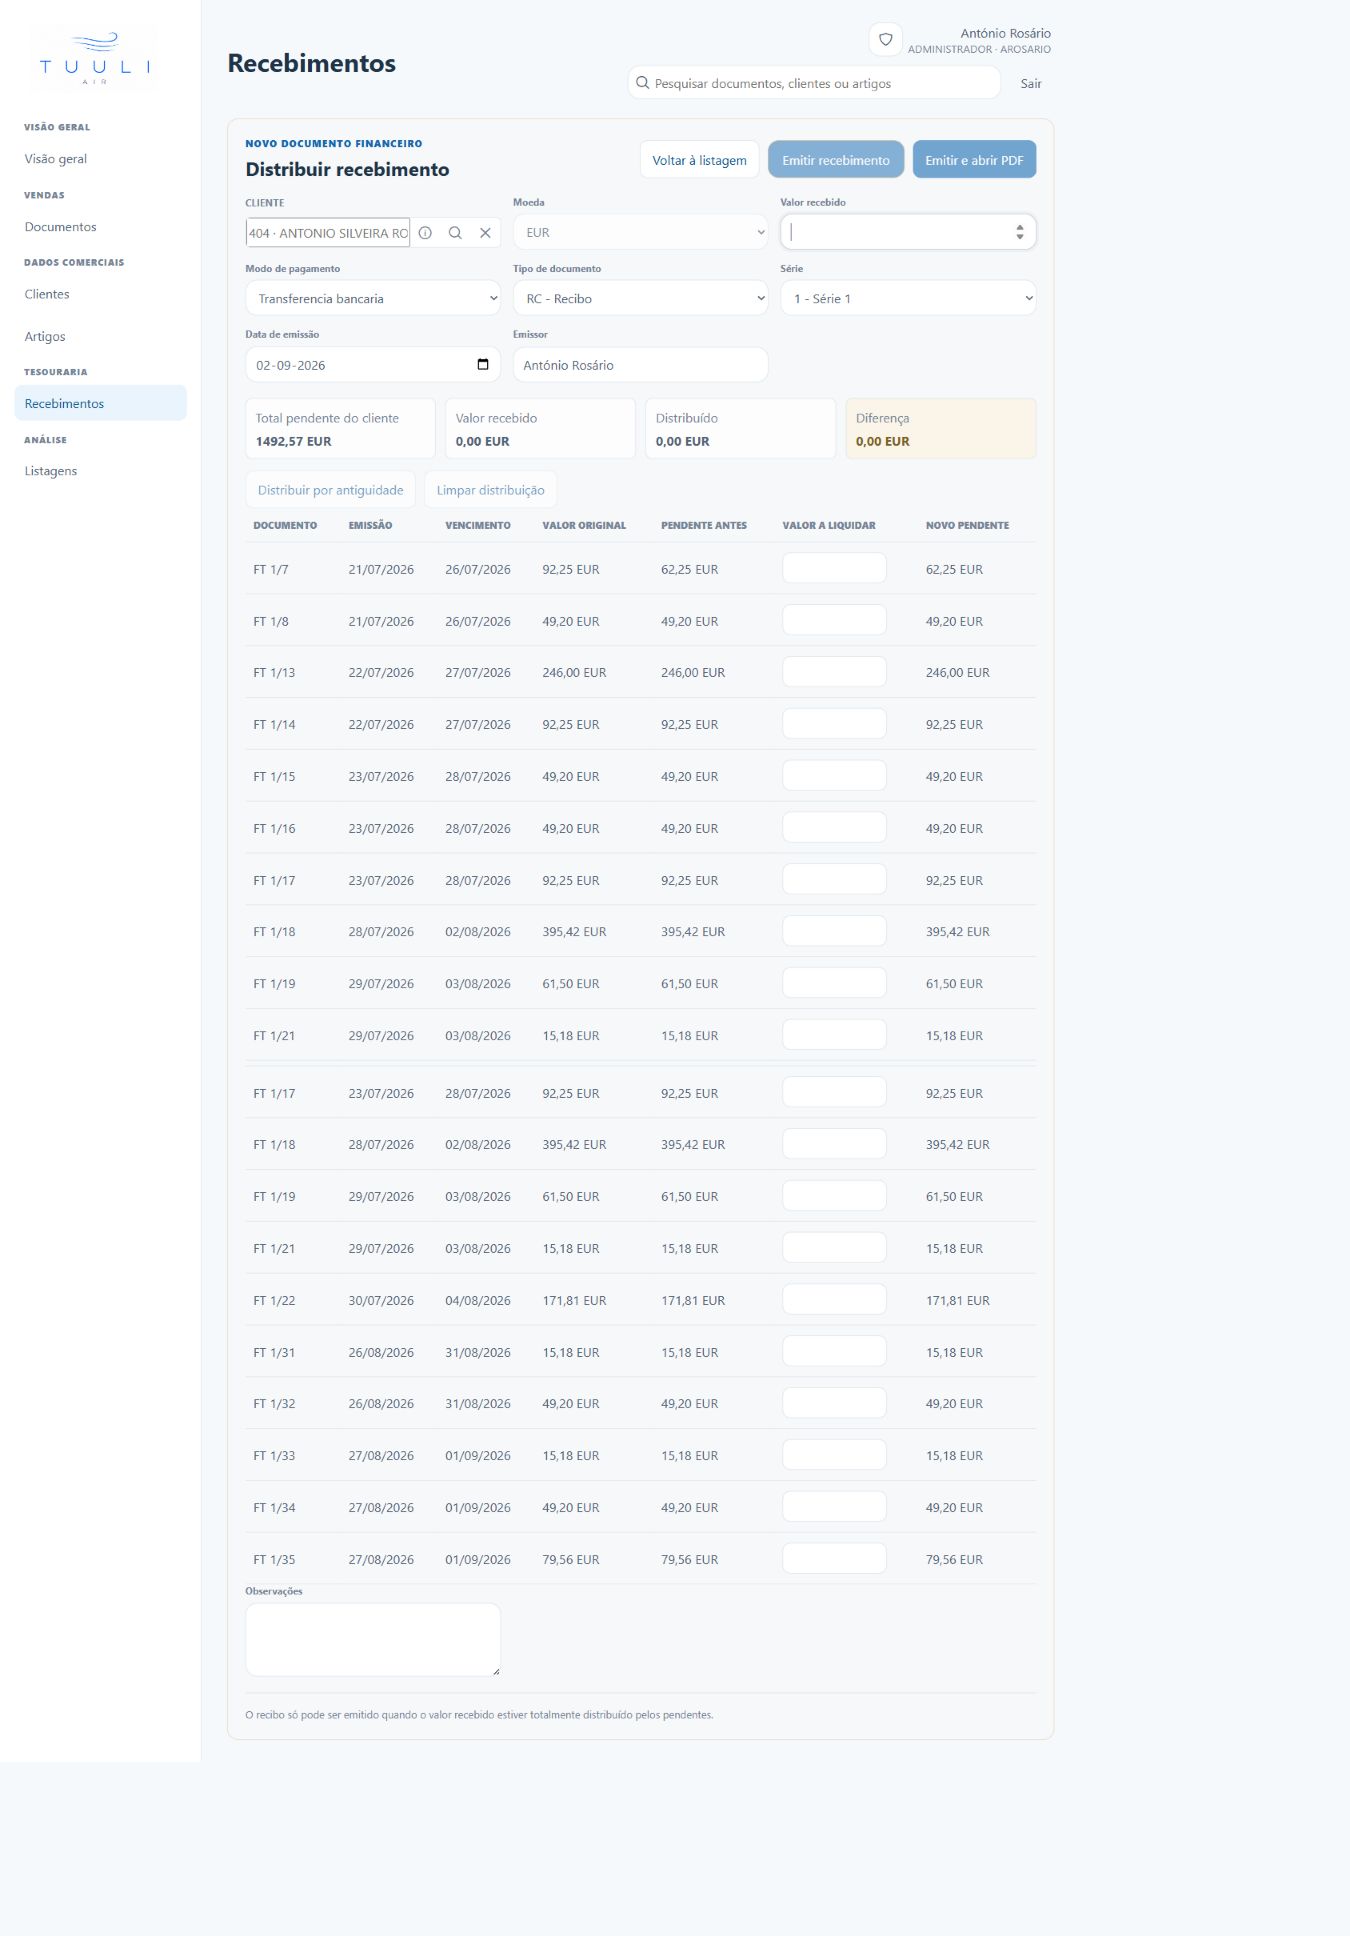 TUULI
AIR
VISÃO GERAL
Visão geral
VENDAS
Documentos
DADOS COMERCIAIS
Clientes
Artigos
TESOURARIA
Recebimentos
ANÁLISE
Listagens
Recebimentos
António Rosário
ADMINISTRADOR · AROSARIO
Pesquisar documentos, clientes ou artigos
Sair
NOVO DOCUMENTO FINANCEIRO
Distribuir recebimento
Voltar à listagem
Emitir recebimento
Emitir e abrir PDF
CLIENTE
Moeda
Valor recebido
404 · ANTONIO SILVEIRA RO
EUR
Modo de pagamento
Tipo de documento
Série
Transferencia bancaria
RC - Recibo
1 - Série 1
Data de emissão
Emissor
02-09-2026
António Rosário
Total pendente do cliente
1492,57 EUR
Valor recebido
0,00 EUR
Distribuído
0,00 EUR
Diferença
0,00 EUR
Distribuir por antiguidade
Limpar distribuição
DOCUMENTO EMISSÃO VENCIMENTO VALOR ORIGINAL PENDENTE ANTES VALOR A LIQUIDAR NOVO PENDENTE
FT 1/7 21/07/2026 26/07/2026 92,25 EUR 62,25 EUR 62,25 EUR
FT 1/8 21/07/2026 26/07/2026 49,20 EUR 49,20 EUR 49,20 EUR
FT 1/13 22/07/2026 27/07/2026 246,00 EUR 246,00 EUR 246,00 EUR
FT 1/14 22/07/2026 27/07/2026 92,25 EUR 92,25 EUR 92,25 EUR
FT 1/15 23/07/2026 28/07/2026 49,20 EUR 49,20 EUR 49,20 EUR
FT 1/16 23/07/2026 28/07/2026 49,20 EUR 49,20 EUR 49,20 EUR
FT 1/17 23/07/2026 28/07/2026 92,25 EUR 92,25 EUR 92,25 EUR
FT 1/18 28/07/2026 02/08/2026 395,42 EUR 395,42 EUR 395,42 EUR
FT 1/19 29/07/2026 03/08/2026 61,50 EUR 61,50 EUR 61,50 EUR
FT 1/21 29/07/2026 03/08/2026 15,18 EUR 15,18 EUR 15,18 EUR
FT 1/17 23/07/2026 28/07/2026 92,25 EUR 92,25 EUR 92,25 EUR
FT 1/18 28/07/2026 02/08/2026 395,42 EUR 395,42 EUR 395,42 EUR
FT 1/19 29/07/2026 03/08/2026 61,50 EUR 61,50 EUR 61,50 EUR
FT 1/21 29/07/2026 03/08/2026 15,18 EUR 15,18 EUR 15,18 EUR
FT 1/22 30/07/2026 04/08/2026 171,81 EUR 171,81 EUR 171,81 EUR
FT 1/31 26/08/2026 31/08/2026 15,18 EUR 15,18 EUR 15,18 EUR
FT 1/32 26/08/2026 31/08/2026 49,20 EUR 49,20 EUR 49,20 EUR
FT 1/33 27/08/2026 01/09/2026 15,18 EUR 15,18 EUR 15,18 EUR
FT 1/34 27/08/2026 01/09/2026 49,20 EUR 49,20 EUR 49,20 EUR
FT 1/35 27/08/2026 01/09/2026 79,56 EUR 79,56 EUR 79,56 EUR
Observações
O recibo só pode ser emitido quando o valor recebido estiver totalmente distribuído pelos pendentes.